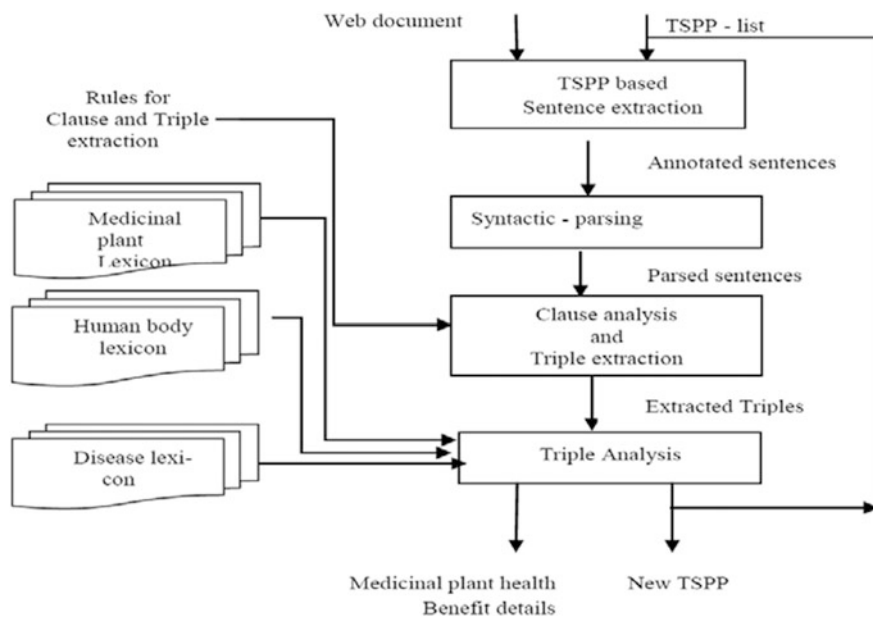 Web document
TSPP - list
TSPP based
Sentence extraction
Rules for
Clause and Triple
extraction
Annotated sentences
Medicinal
plant
Lexicon
Syntactic - parsing
Parsed sentences
Human body
lexicon
Clause analysis
and
Triple extraction
Extracted Triples
Disease lexi-
con
Triple Analysis
Medicinal plant health
Benefit details
New TSPP